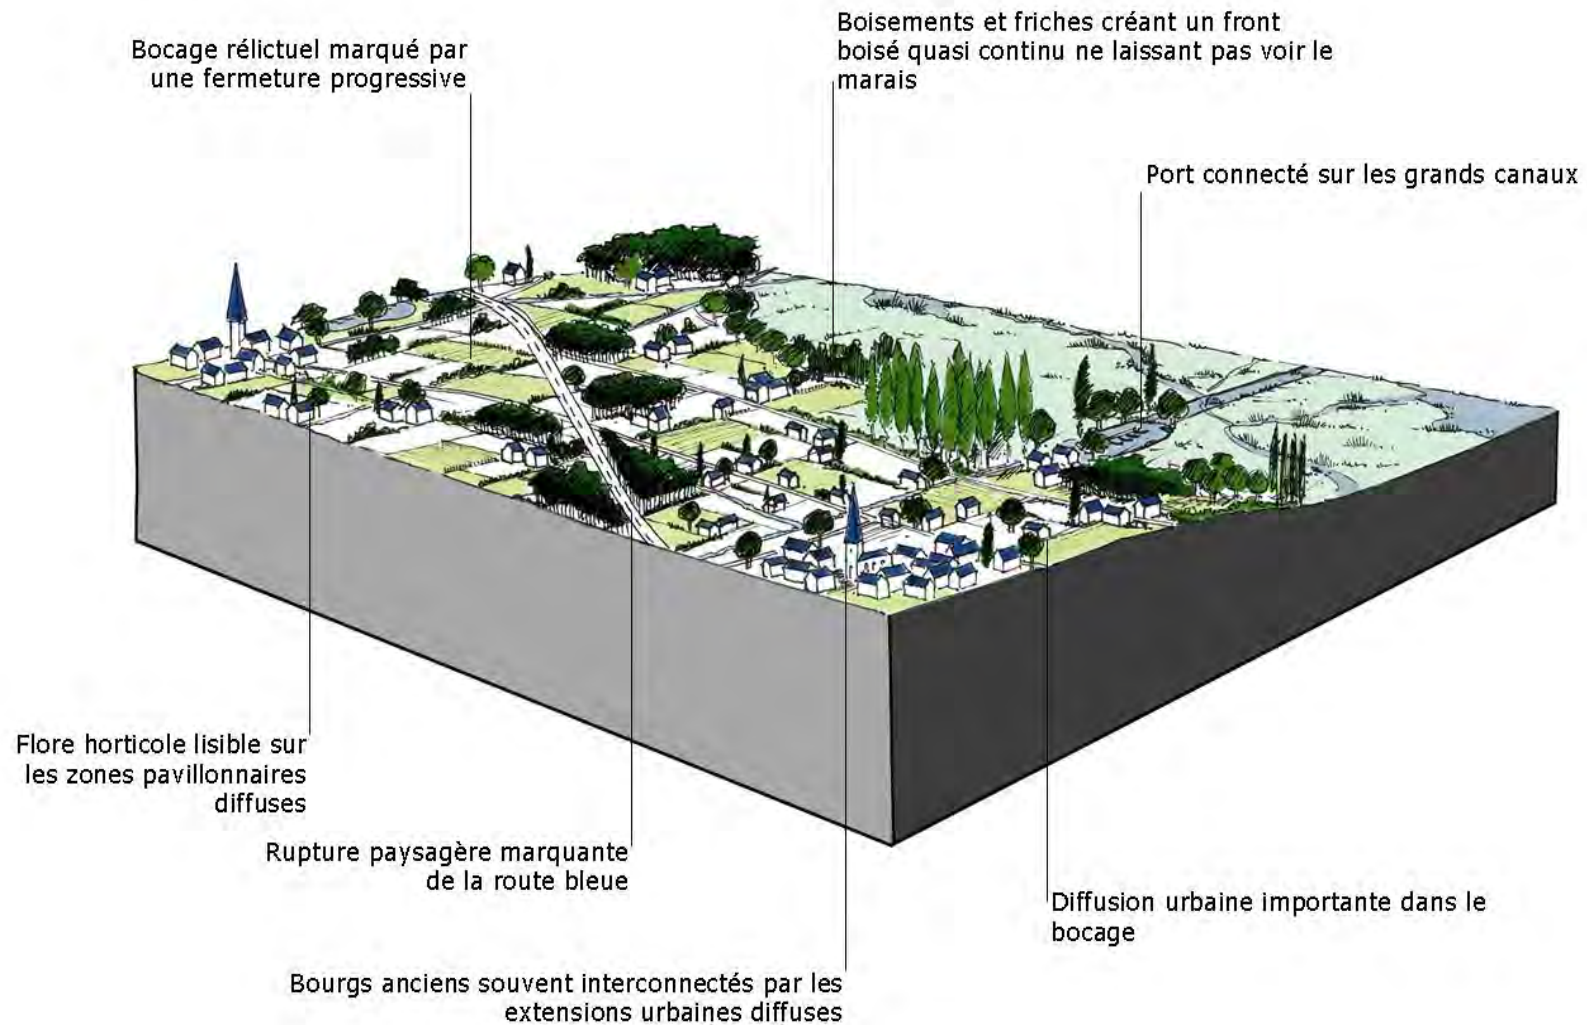 Boisements et friches créant un front
boisé quasi continu ne laissant pas voir le
marais
Bocage rélictuel marqué par
une fermeture progressive
Port connecté sur les grands canaux
Flore horticole lisible sur
les zones pavillonnaires
diffuses
Rupture paysagère marquante
de la route bleue
Diffusion urbaine importante dans le
bocage
Bourgs anciens souvent interconnectés par les
extensions urbaines diffuses